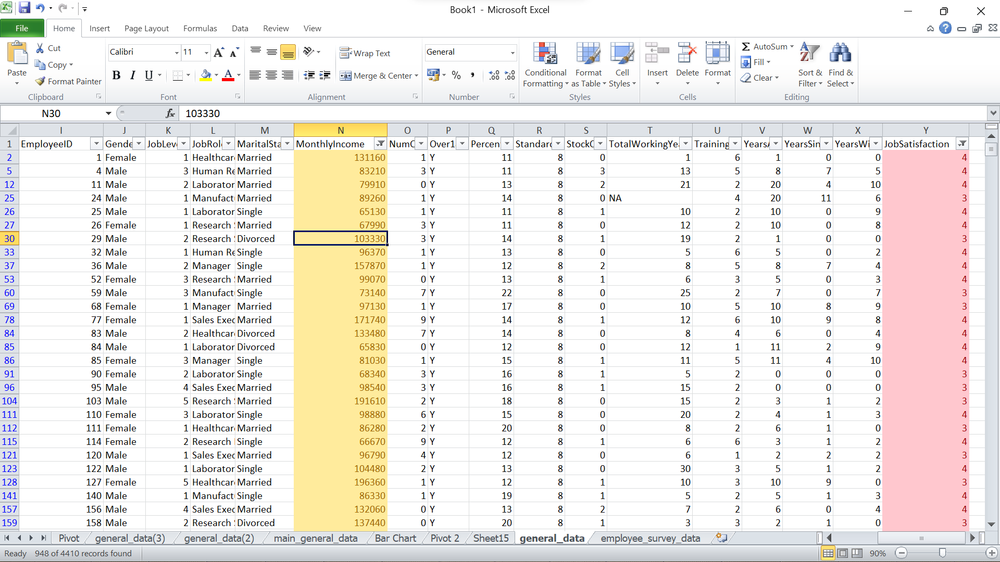 Book1 - Microsoft Excel
File Home Insert Page Layout Formulas Data Review View
Paste Cut Copy Format Painter Clipboard
Calibri 11 A A B I U A Font
Wrap Text Merge & Center Alignment
General % , .0 .00 .00 .0 Number
Conditional Formatting Format as Table Cell Styles Styles
Insert Delete Format Cells
Σ AutoSum Fill Clear Sort & Filter Find & Select Editing
N30 fx 103330
I J K L M N O P Q R S T U V W X Y
1 EmployeeID Gende JobLev JobRol MaritalSta MonthlyIncome NumC Over1 Percen Standard StockO TotalWorkingYea Training YearsA YearsSin YearsWi JobSatisfaction
2 1 Female 1 Healthcar Married 131160 1 Y 11 8 0 1 6 1 0 0 4
5 4 Male 3 Human Re Married 83210 3 Y 11 8 3 13 5 8 7 5 4
12 11 Male 2 Laborator Married 79910 0 Y 13 8 2 21 2 20 4 10 4
25 24 Male 1 Manufact Married 89260 1 Y 14 8 0 NA 4 20 11 6 3
26 25 Male 1 Laborator Single 65130 1 Y 11 8 1 10 2 10 0 9 4
27 26 Female 1 Research Married 67990 3 Y 11 8 0 12 2 10 0 8 4
30 29 Male 2 Research Divorced 103330 3 Y 14 8 1 19 2 1 0 0 3
33 32 Male 1 Human Re Single 96370 1 Y 13 8 0 5 6 5 0 2 4
37 36 Male 2 Manager Single 157870 1 Y 12 8 2 8 5 8 7 4 4
53 52 Female 3 Research Married 99070 0 Y 13 8 1 6 3 5 0 3 4
60 59 Male 3 Manufact Single 73140 7 Y 22 8 0 25 2 7 0 7 3
69 68 Female 1 Manager Married 97130 1 Y 17 8 0 10 5 10 8 9 3
78 77 Female 1 Sales Exec Married 171740 9 Y 14 8 1 12 6 10 9 8 4
84 83 Male 2 Healthcar Divorced 133480 7 Y 14 8 0 8 4 6 0 4 4
85 84 Male 1 Laborator Divorced 65830 0 Y 12 8 0 12 1 11 2 9 4
86 85 Female 3 Manager Single 81030 1 Y 15 8 1 11 5 11 4 10 4
91 90 Female 2 Laborator Single 68340 3 Y 16 8 1 5 2 0 0 0 3
96 95 Male 4 Sales Exec Married 98540 3 Y 16 8 1 15 2 0 0 0 3
104 103 Male 5 Research Married 191610 2 Y 18 8 0 15 2 3 1 2 3
111 110 Female 3 Laborator Single 98880 6 Y 15 8 0 20 2 4 1 3 4
112 111 Female 1 Healthcar Married 86280 2 Y 20 8 0 8 2 6 1 0 3
115 114 Female 2 Research Single 66670 9 Y 12 8 1 6 6 3 1 2 4
121 120 Male 1 Sales Exec Married 96790 4 Y 12 8 0 6 1 2 2 2 3
123 122 Male 1 Laborator Single 104480 2 Y 13 8 0 30 3 5 1 2 4
128 127 Female 5 Healthcar Married 196360 1 Y 12 8 1 10 3 10 9 0 3
141 140 Male 1 Manufact Single 86330 1 Y 19 8 1 5 2 5 1 3 4
157 156 Male 4 Sales Exec Married 132060 0 Y 13 8 2 7 2 6 0 4 4
159 158 Male 2 Research Divorced 137440 0 Y 20 8 1 3 3 2 1 0 3
Pivot general_data(3) general_data(2) main_general_data Bar Chart Pivot 2 Sheet15 general_data employee_survey_data
Ready 948 of 4410 records found 90%